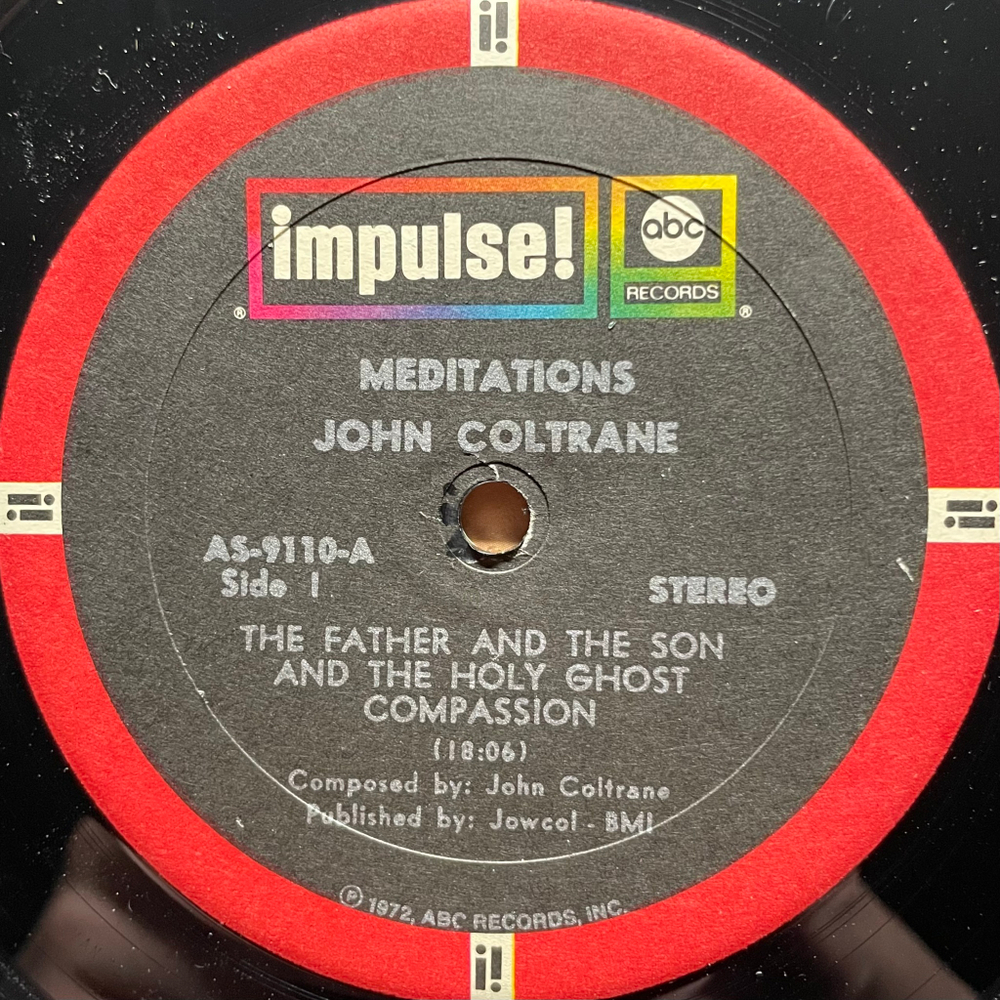 i!
impulse! abc
RECORDS
® ®
MEDITATIONS
JOHN COLTRANE
i! i!
AS-9110-A
Side 1
STEREO
THE FATHER AND THE SON
AND THE HOLY GHOST
COMPASSION
(18:06)
Composed by: John Coltrane
Published by: Jowcol - BMI
℗ 1972, ABC RECORDS, INC.
i!